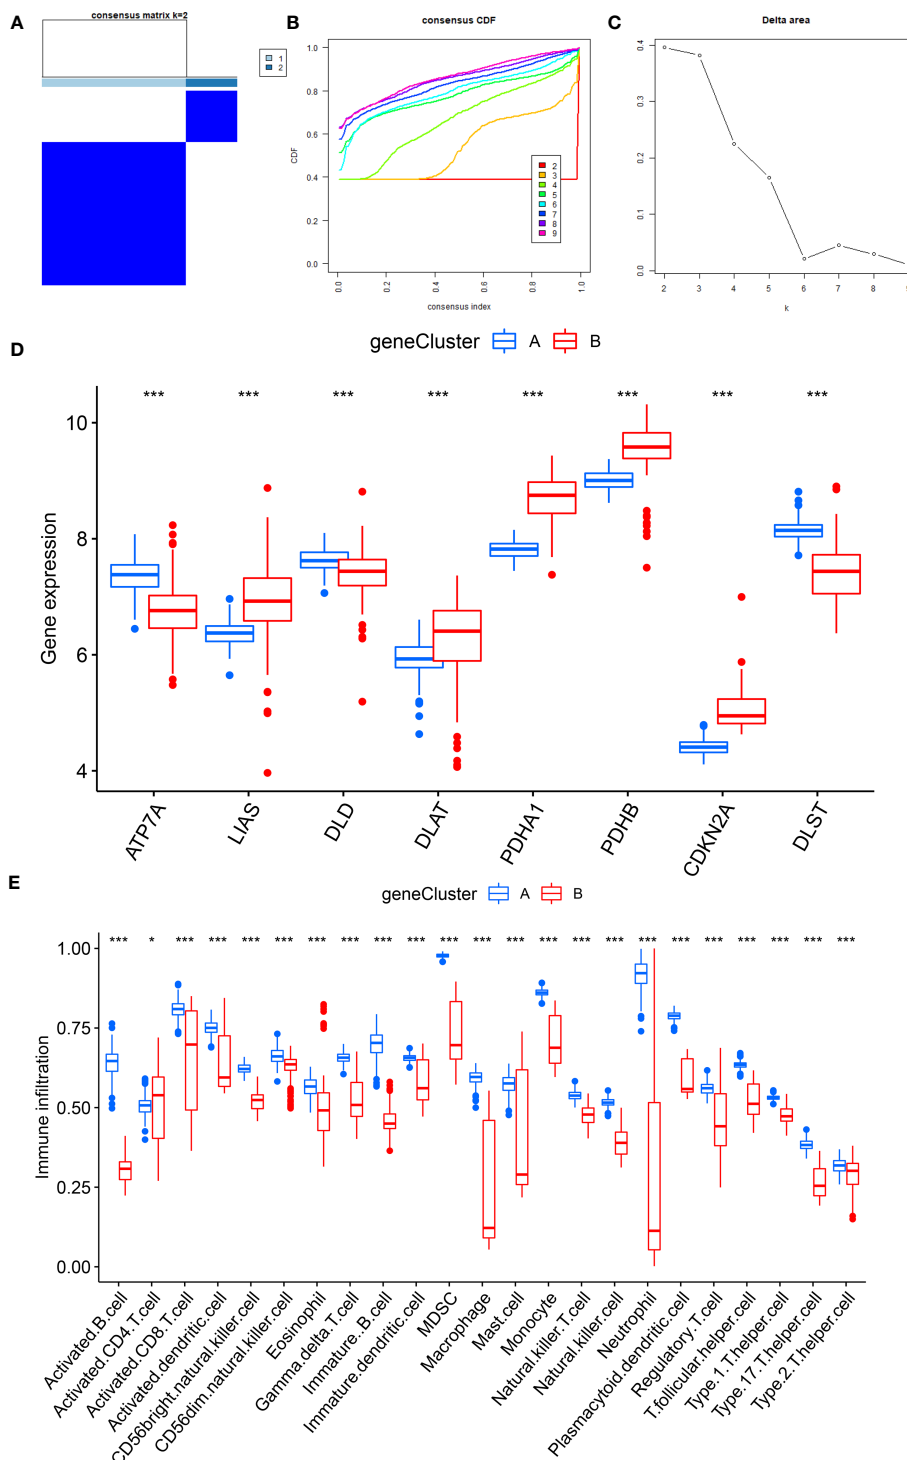 A
consensus matrix k=2
1
2
B
consensus CDF
CDF
1.0
0.8
0.6
0.4
0.2
0.0
2
3
4
5
6
7
8
9
0.0
0.2
0.4
0.6
0.8
1.0
consensus index
C
Delta area
0.4
0.3
0.2
0.1
0.0
2 3 4 5 6 7 8
k
D
geneCluster A B
*** *** *** *** *** *** *** ***
Gene expression
10
8
6
4
ATP7A
LIAS
DLD
DLAT
PDHA1
PDHB
CDKN2A
DLST
E
geneCluster A B
*** * *** *** *** *** *** *** *** *** *** *** *** *** *** *** *** *** *** *** *** *** ***
Immune infiltration
1.00
0.75
0.50
0.25
0.00
Activated.B.cell
Activated.CD4.T.cell
Activated.CD8.T.cell
Activated.dendritic.cell
CD56bright.natural.killer.cell
CD56dim.natural.killer.cell
Eosinophil
Gamma.delta.T.cell
Immature..B.cell
Immature.dendritic.cell
MDSC
Macrophage
Mast.cell
Monocyte
Natural.killer.T.cell
Natural.killer.cell
Neutrophil
Plasmacytoid.dendritic.cell
Regulatory.T.cell
T.follicular.helper.cell
Type.1.T.helper.cell
Type.17.T.helper.cell
Type.2.T.helper.cell